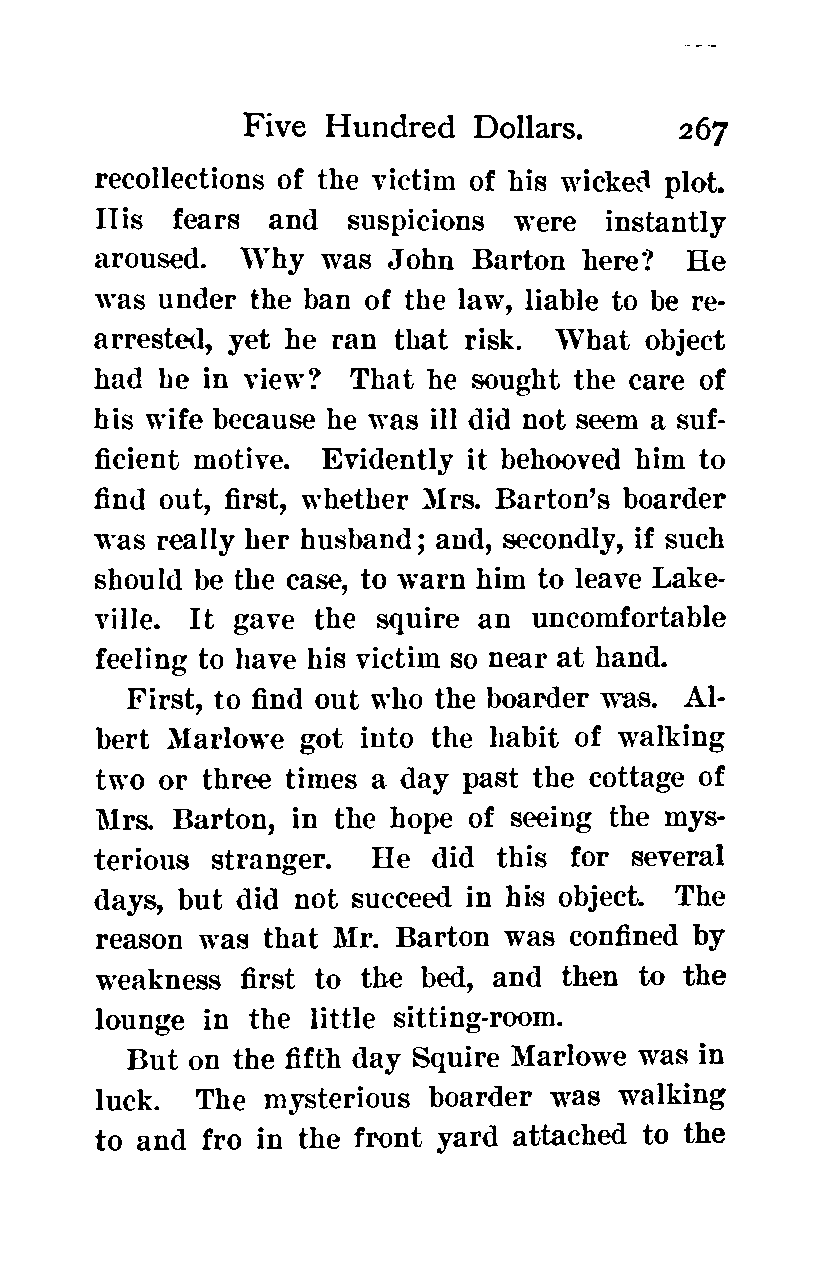 Five Hundred Dollars. 267
recollections of the victim of his wicked plot.
His fears and suspicions were instantly
aroused. Why was John Barton here? He
was under the ban of the law, liable to be re-
arrested, yet he ran that risk. What object
had he in view? That he sought the care of
his wife because he was ill did not seem a suf-
ficient motive. Evidently it behooved him to
find out, first, whether Mrs. Barton's boarder
was really her husband; and, secondly, if such
should be the case, to warn him to leave Lake-
ville. It gave the squire an uncomfortable
feeling to have his victim so near at hand.
First, to find out who the boarder was. Al-
bert Marlowe got into the habit of walking
two or three times a day past the cottage of
Mrs. Barton, in the hope of seeing the mys-
terious stranger. He did this for several
days, but did not succeed in his object. The
reason was that Mr. Barton was confined by
weakness first to the bed, and then to the
lounge in the little sitting-room.
But on the fifth day Squire Marlowe was in
luck. The mysterious boarder was walking
to and fro in the front yard attached to the